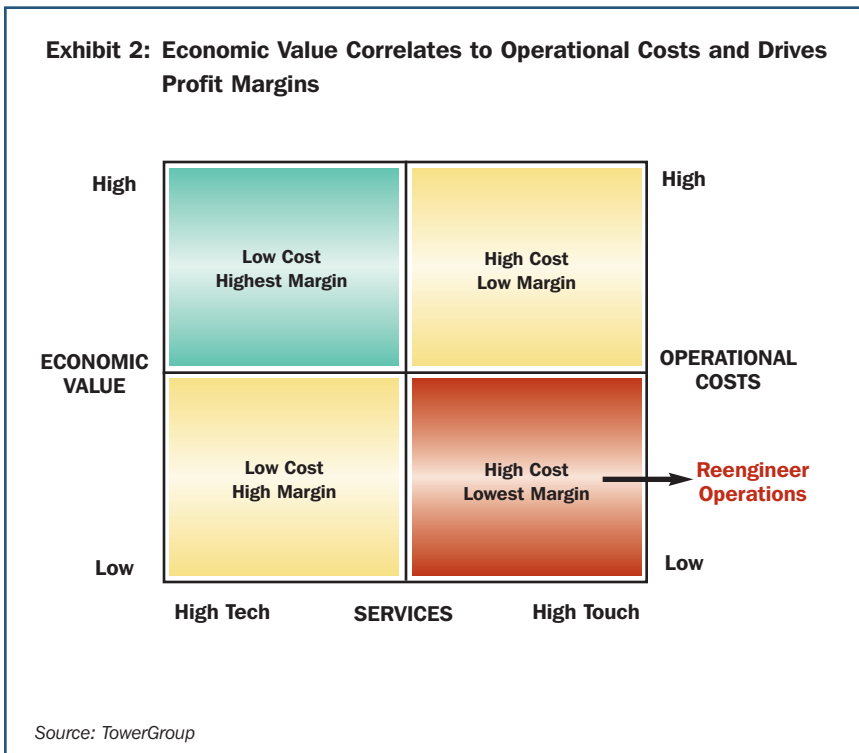 Exhibit 2: Economic Value Correlates to Operational Costs and Drives
Profit Margins
High
High
Low Cost
Highest Margin
High Cost
Low Margin
ECONOMIC
VALUE
OPERATIONAL
COSTS
Low Cost
High Margin
High Cost
Lowest Margin
Reengineer
Operations
Low
Low
High Tech
SERVICES
High Touch
Source: TowerGroup